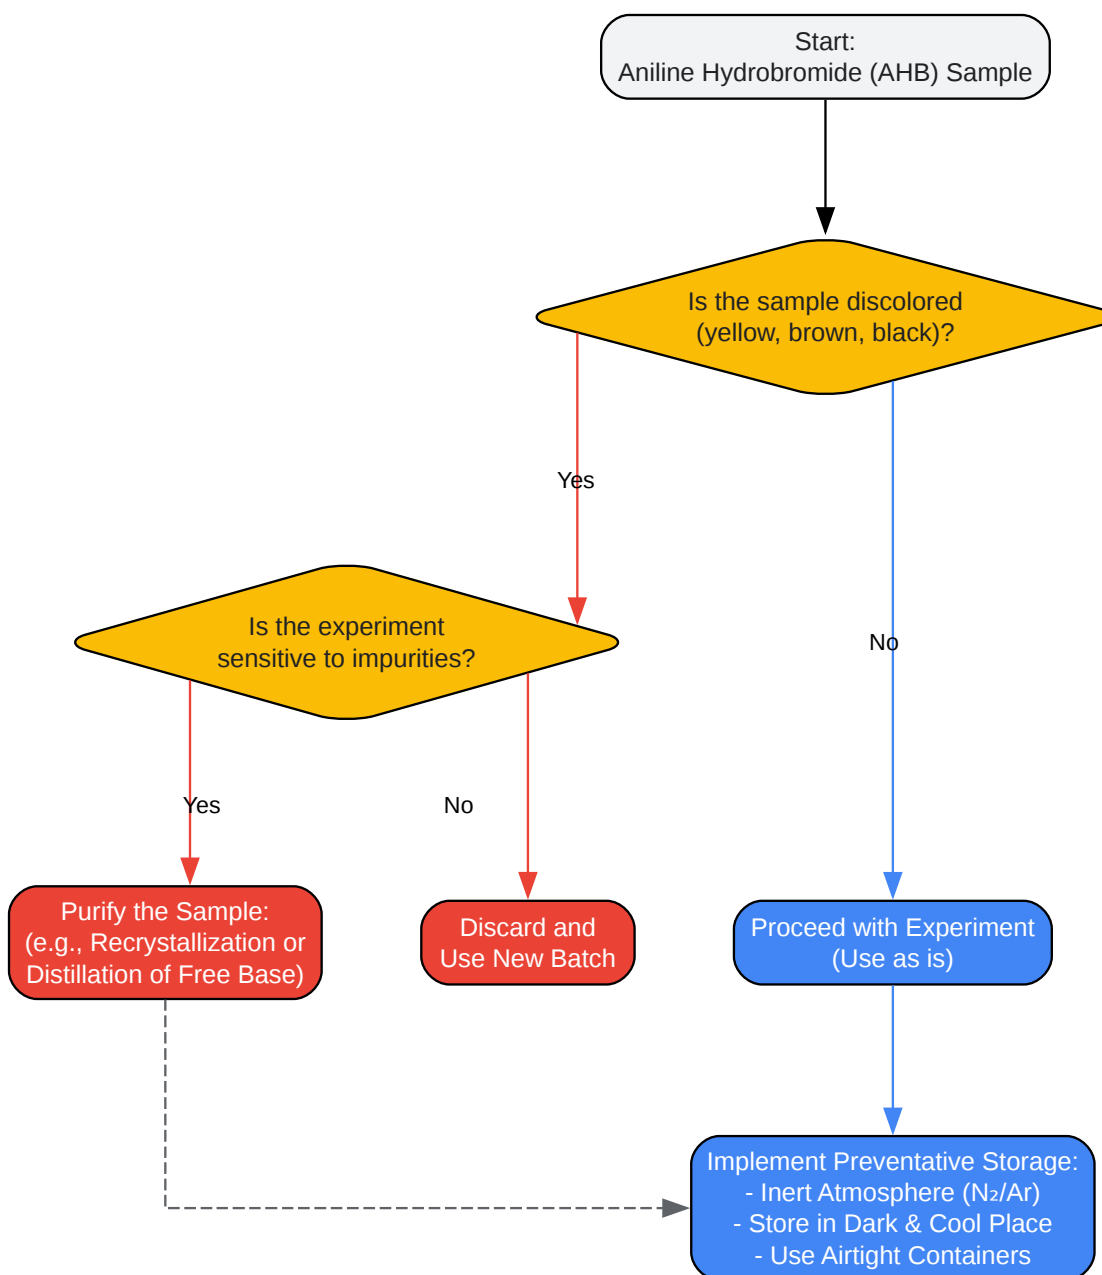 Start:
Aniline Hydrobromide (AHB) Sample
Is the sample discolored
(yellow, brown, black)?
Yes
Is the experiment
sensitive to impurities?
No
Yes
No
Purify the Sample:
(e.g., Recrystallization or
Distillation of Free Base)
Discard and
Use New Batch
Proceed with Experiment
(Use as is)
Implement Preventative Storage:
- Inert Atmosphere (N₂/Ar)
- Store in Dark & Cool Place
- Use Airtight Containers